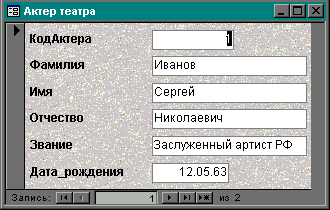 Актер театра
КодАктера 1
Фамилия Иванов
Имя Сергей
Отчество Николаевич
Звание Заслуженный артист РФ
Дата_рождения 12.05.63
Запись: 1 из 2